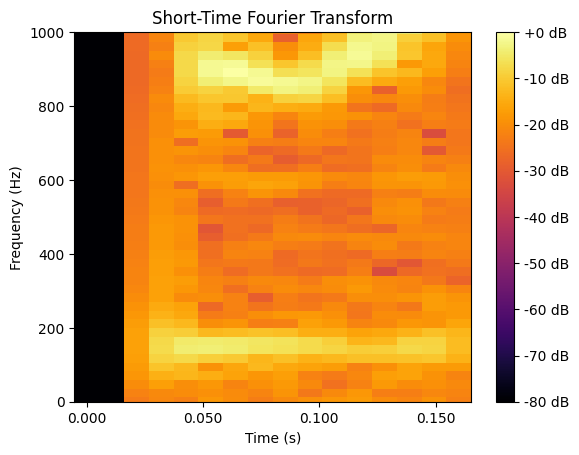 Short-Time Fourier Transform
Frequency (Hz)
1000
800
600
400
200
0
0.000
0.050
0.100
0.150
Time (s)
+0 dB
-10 dB
-20 dB
-30 dB
-40 dB
-50 dB
-60 dB
-70 dB
-80 dB